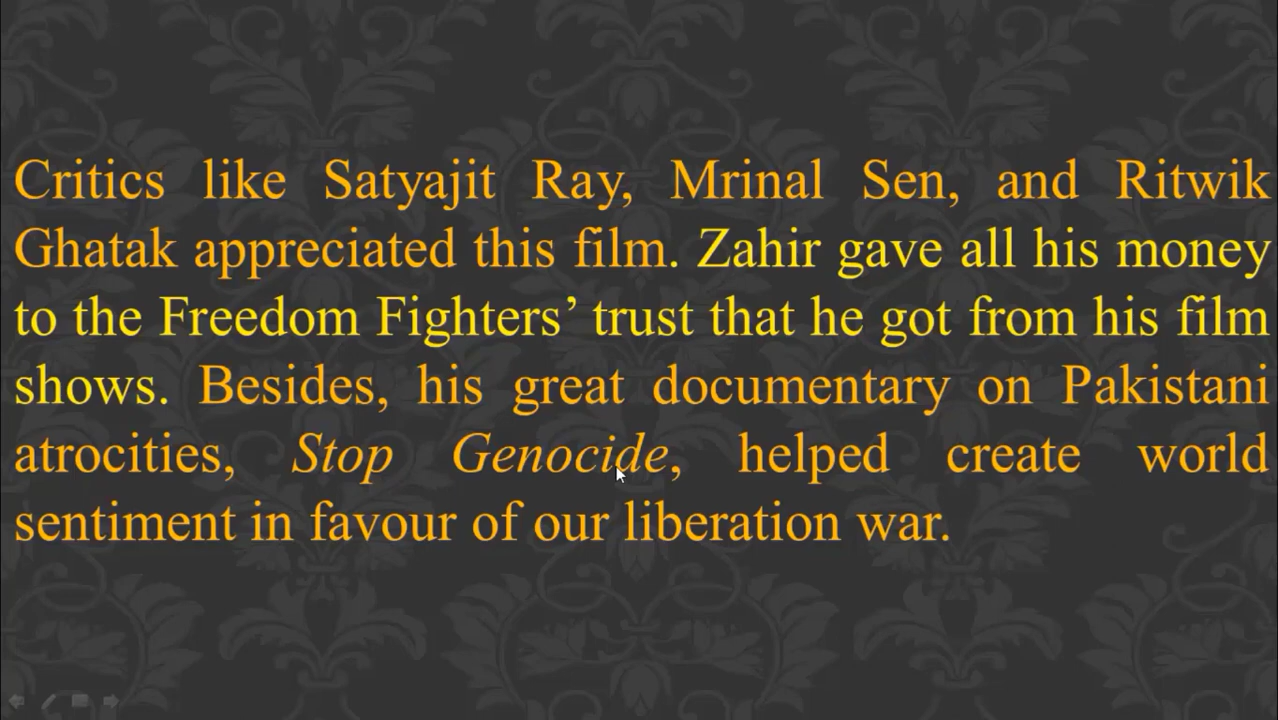 Critics like Satyajit Ray, Mrinal Sen, and Ritwik
Ghatak appreciated this film. Zahir gave all his money
to the Freedom Fighters’ trust that he got from his film
shows. Besides, his great documentary on Pakistani
atrocities, Stop Genocide, helped create world
sentiment in favour of our liberation war.